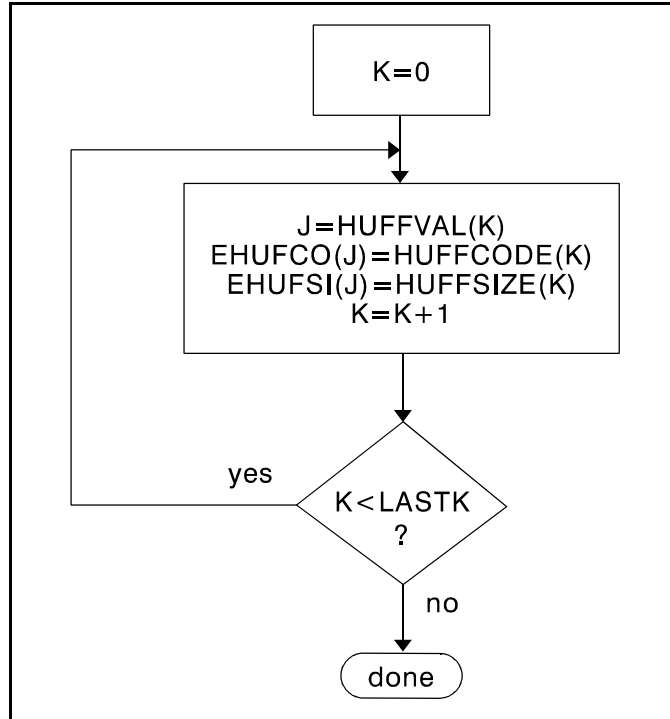 K=0
J=HUFFVAL(K)
EHUFCO(J)=HUFFCODE(K)
EHUFSI(J)=HUFFSIZE(K)
K=K+1
yes
K<LASTK
?
no
done